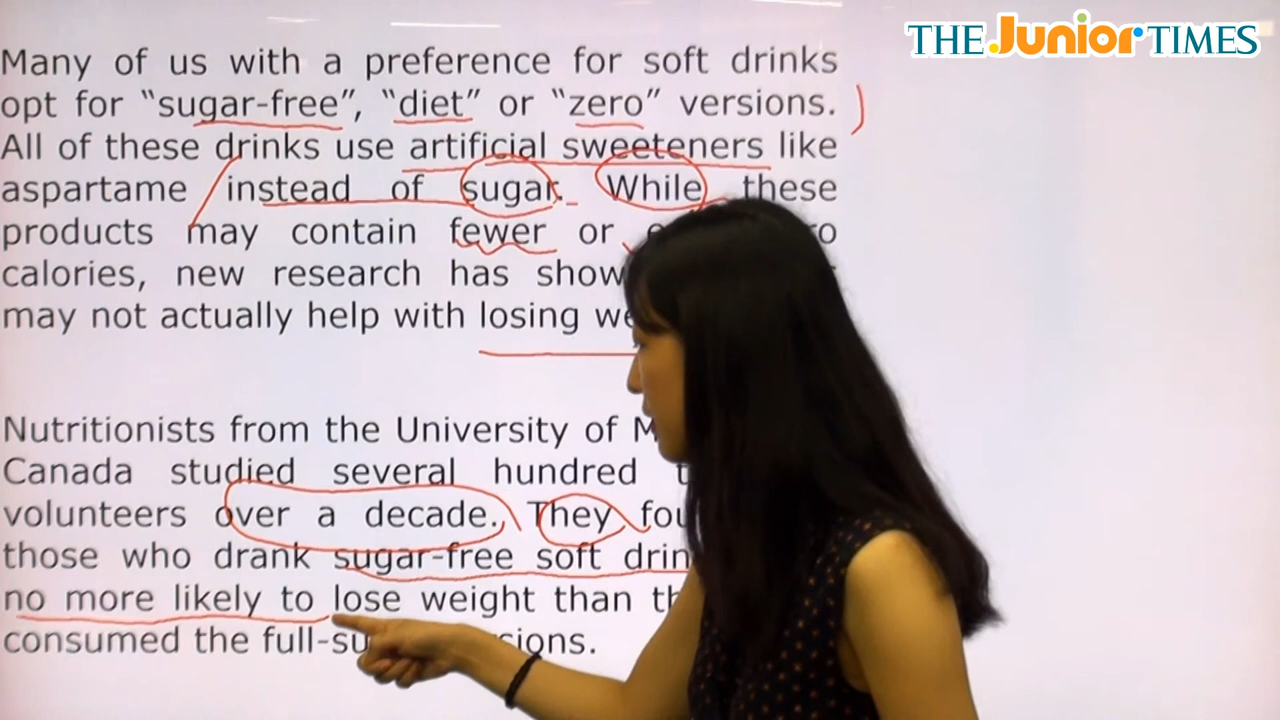 THE Junior TIMES
Many of us with a preference for soft drinks
opt for “sugar-free”, “diet” or “zero” versions.
All of these drinks use artificial sweeteners like
aspartame instead of sugar. While these
products may contain fewer or
calories, new research has
may not actually help with losing
Nutritionists from the University of
Canada studied several hundred
volunteers over a decade. They
those who drank sugar-free soft
no more likely to lose weight than
consumed the